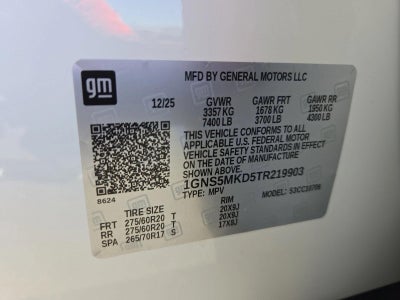 gm
MFD BY GENERAL MOTORS LLC
12/25 GVWR GAWR FRT GAWR RR
3357 KG 1678 KG 1950 KG
7400 LB 3700 LB 4300 LB
THIS VEHICLE CONFORMS TO ALL
APPLICABLE U.S. FEDERAL MOTOR
VEHICLE SAFETY STANDARDS IN
EFFECT ON THE DATE OF MANUFACTURE
SHOWN ABOVE.
1GNS5MKD5TR219903
TYPE: MPV MODEL:
8624
TIRE SIZE RIM
FRT 275/60R20 T 20X9J
RR 275/60R20 T 20X9J
SPA 265/70R17 S 17X8J